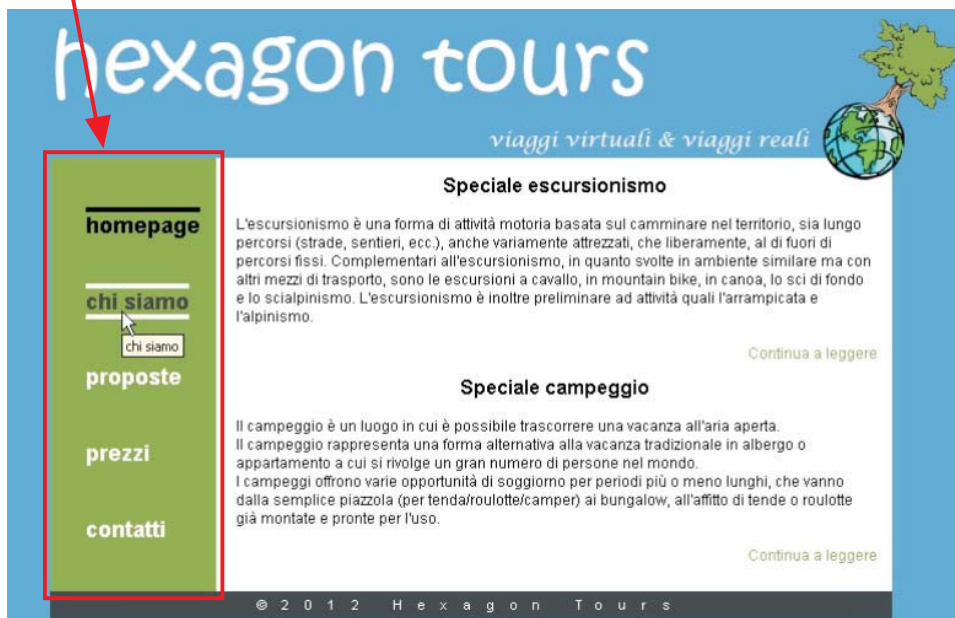 hexagon tours
viaggi virtuali & viaggi reali
homepage
chi siamo
chi siamo
proposte
prezzi
contatti
Speciale escursionismo
L'escursionismo è una forma di attività motoria basata sul camminare nel territorio, sia lungo
percorsi (strade, sentieri, ecc.), anche variamente attrezzati, che liberamente, al di fuori di
percorsi fissi. Complementari all'escursionismo, in quanto svolte in ambiente similare ma con
altri mezzi di trasporto, sono le escursioni a cavallo, in mountain bike, in canoa, lo sci di fondo
e lo scialpinismo. L'escursionismo è inoltre preliminare ad attività quali l'arrampicata e
l'alpinismo.
Continua a leggere
Speciale campeggio
Il campeggio è un luogo in cui è possibile trascorrere una vacanza all'aria aperta.
Il campeggio rappresenta una forma alternativa alla vacanza tradizionale in albergo o
appartamento a cui si rivolge un gran numero di persone nel mondo.
I campeggi offrono varie opportunità di soggiorno per periodi più o meno lunghi, che vanno
dalla semplice piazzola (per tenda/roulotte/camper) ai bungalow, all'affitto di tende o roulotte
già montate e pronte per l'uso.
Continua a leggere
© 2012 Hexagon Tours